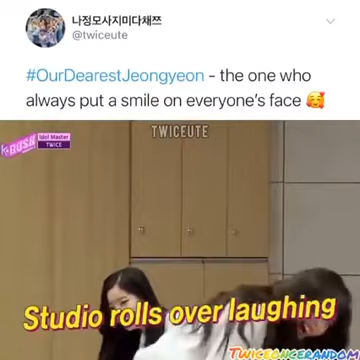 나정모사지미다채쯔
@twiceute
#OurDearestJeongyeon - the one who
always put a smile on everyone's face 🥰
TWICEUTE
Idol Master
TWICE
Studio rolls over laughing
TWICEONCERANDOM